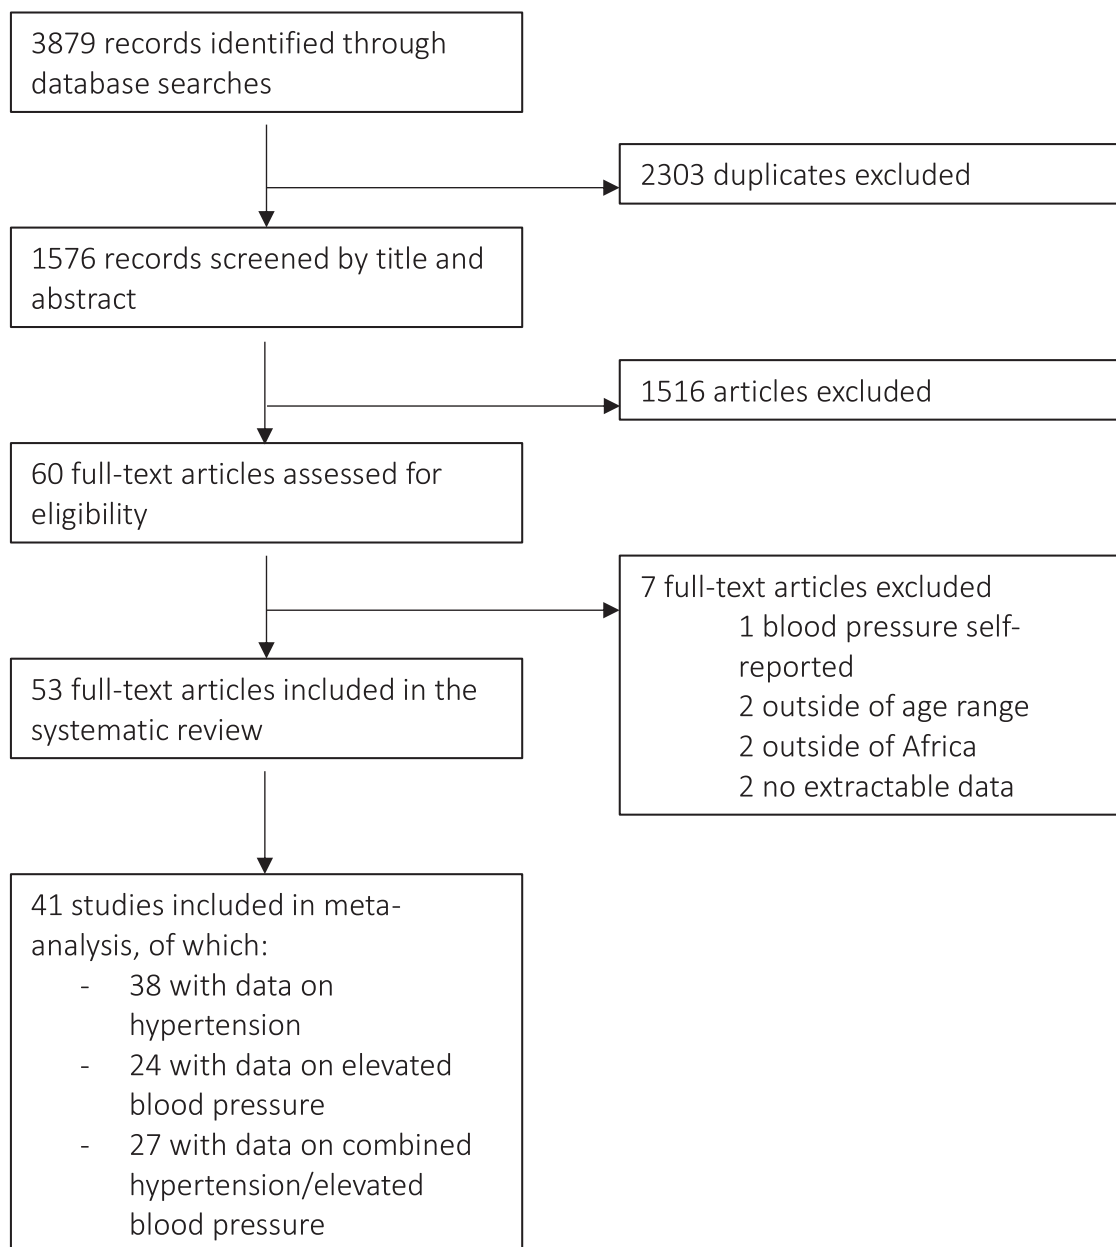 3879 records identified through
database searches
2303 duplicates excluded
1576 records screened by title and
abstract
1516 articles excluded
60 full-text articles assessed for
eligibility
7 full-text articles excluded
1 blood pressure self-
reported
2 outside of age range
2 outside of Africa
2 no extractable data
53 full-text articles included in the
systematic review
41 studies included in meta-
analysis, of which:
- 38 with data on
hypertension
- 24 with data on elevated
blood pressure
- 27 with data on combined
hypertension/elevated
blood pressure